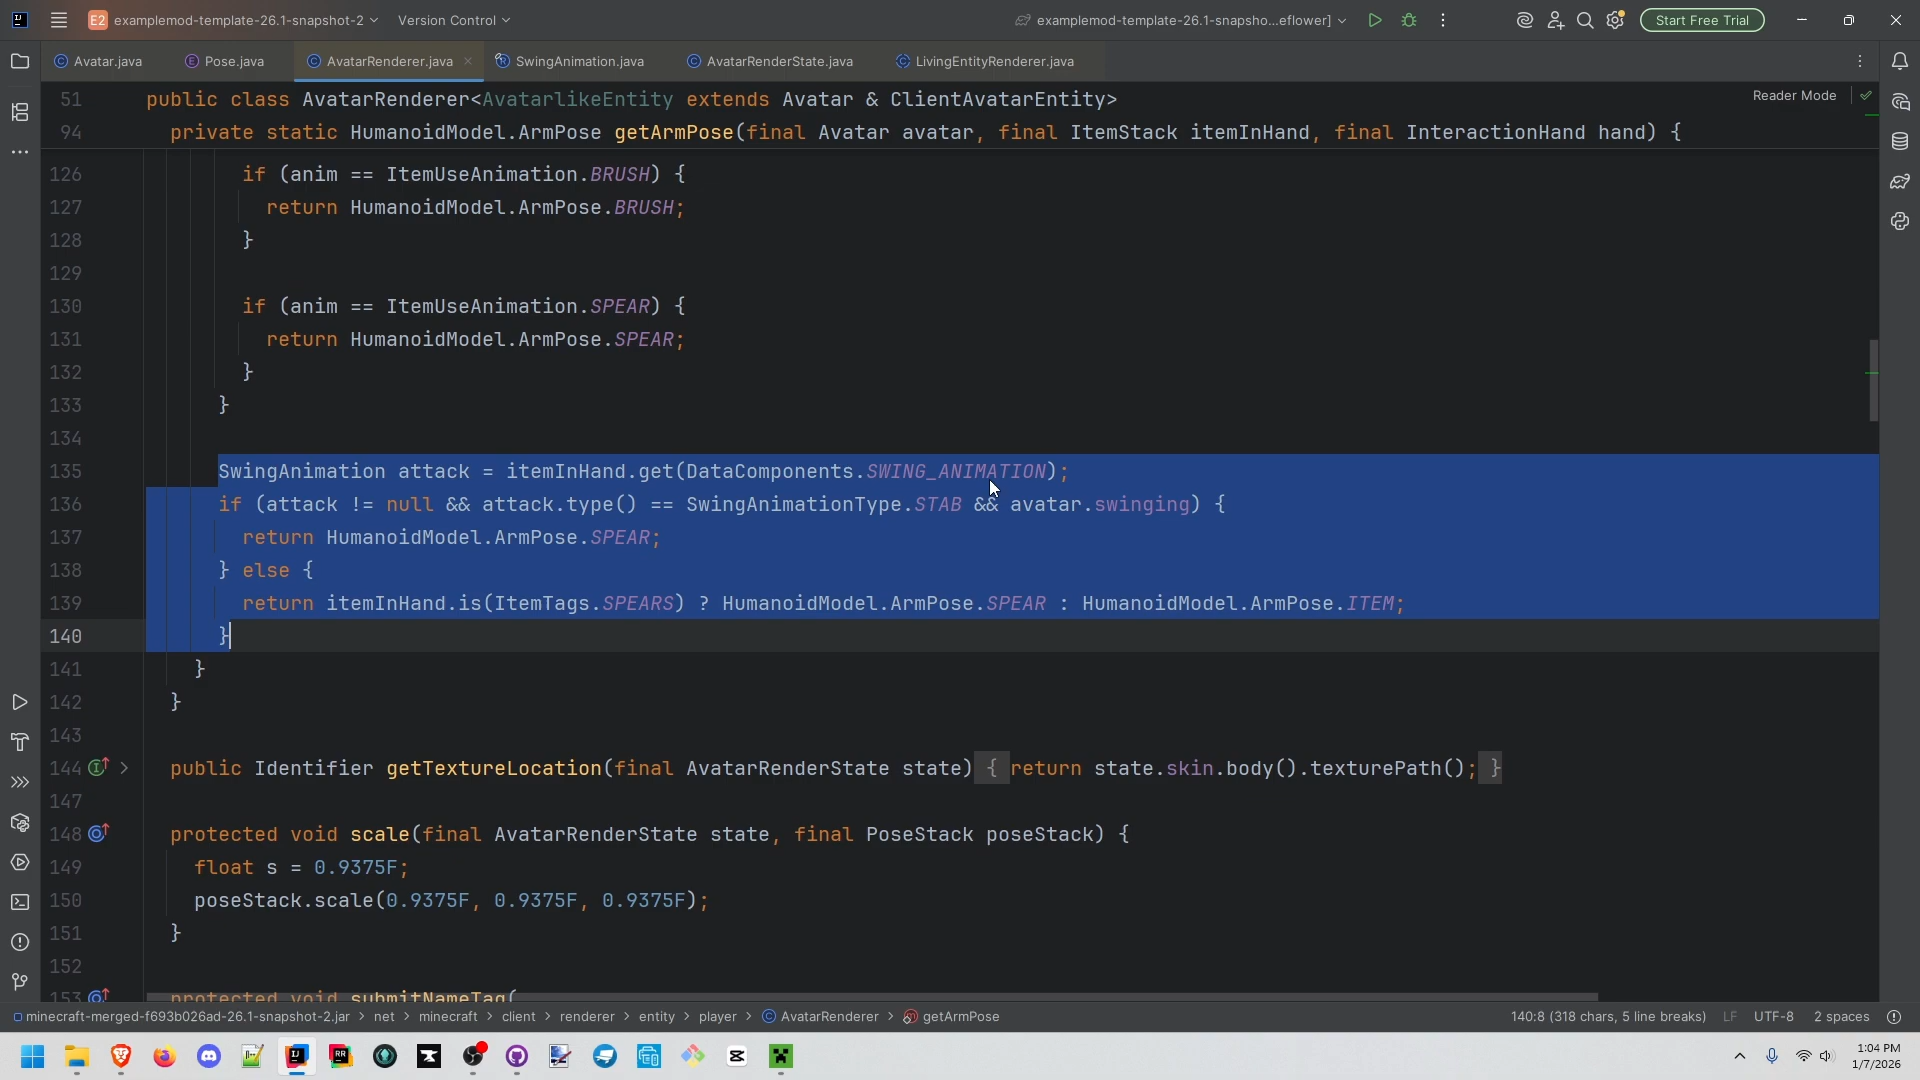 E2 examplemod-template-26.1-snapshot-2 Version Control examplemod-template-26.1-snapsho...eflower] Start Free Trial
Avatar.java Pose.java AvatarRenderer.java SwingAnimation.java AvatarRenderState.java LivingEntityRenderer.java
51 public class AvatarRenderer<AvatarlikeEntity extends Avatar & ClientAvatarEntity> Reader Mode
94 private static HumanoidModel.ArmPose getArmPose(final Avatar avatar, final ItemStack itemInHand, final InteractionHand hand) {
126 if (anim == ItemUseAnimation.BRUSH) {
127 return HumanoidModel.ArmPose.BRUSH;
128 }
129
130 if (anim == ItemUseAnimation.SPEAR) {
131 return HumanoidModel.ArmPose.SPEAR;
132 }
133 }
134
135 SwingAnimation attack = itemInHand.get(DataComponents.SWING_ANIMATION);
136 if (attack != null && attack.type() == SwingAnimationType.STAB && avatar.swinging) {
137 return HumanoidModel.ArmPose.SPEAR;
138 } else {
139 return itemInHand.is(ItemTags.SPEARS) ? HumanoidModel.ArmPose.SPEAR : HumanoidModel.ArmPose.ITEM;
140 }
141 }
142 }
143
144 public Identifier getTextureLocation(final AvatarRenderState state) { return state.skin.body().texturePath(); }
147
148 protected void scale(final AvatarRenderState state, final PoseStack poseStack) {
149 float s = 0.9375F;
150 poseStack.scale(0.9375F, 0.9375F, 0.9375F);
151 }
152
153 protected void submitNameTag(
minecraft-merged-f693b026ad-26.1-snapshot-2.jar > net > minecraft > client > renderer > entity > player > AvatarRenderer > getArmPose 140:8 (318 chars, 5 line breaks) LF UTF-8 2 spaces
1:04 PM
1/7/2026